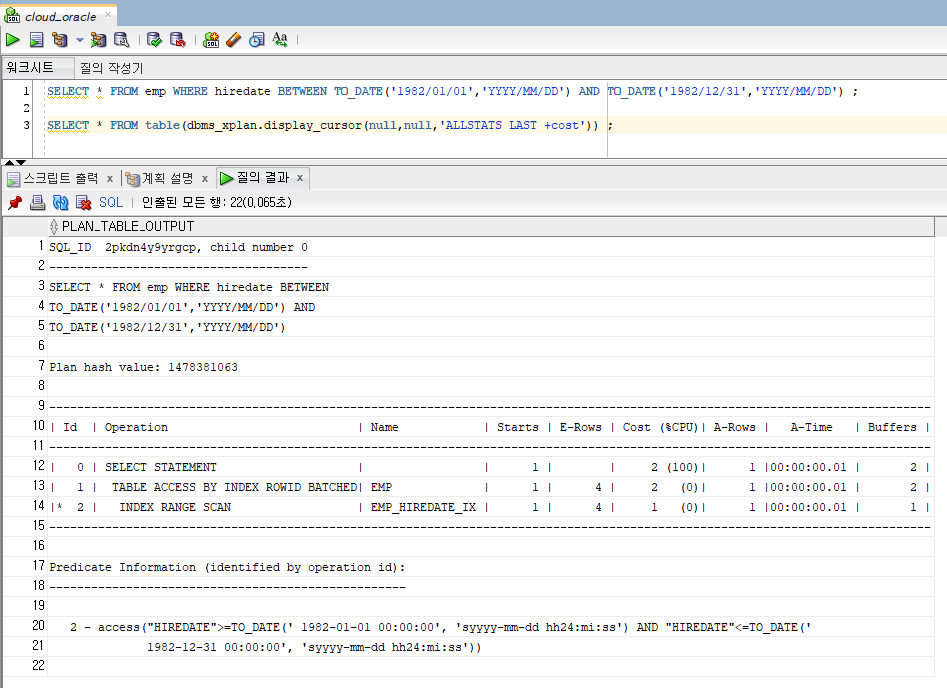 cloud_oracle
워크시트 질의 작성기
1 SELECT * FROM emp WHERE hiredate BETWEEN TO_DATE('1982/01/01','YYYY/MM/DD') AND TO_DATE('1982/12/31','YYYY/MM/DD') ;
2
3 SELECT * FROM table(dbms_xplan.display_cursor(null,null,'ALLSTATS LAST +cost')) ;
스크립트 출력 x 계획 설명 x 질의 결과 x
SQL | 인출된 모든 행: 22(0,065초)
PLAN_TABLE_OUTPUT
1 SQL_ID  2pkdn4y9yrgcp, child number 0
2 -------------------------------------
3 SELECT * FROM emp WHERE hiredate BETWEEN
4 TO_DATE('1982/01/01','YYYY/MM/DD') AND
5 TO_DATE('1982/12/31','YYYY/MM/DD')
6
7 Plan hash value: 1478381063
8
9 ------------------------------------------------------------------------------------------------------------------------------
10 | Id  | Operation                           | Name            | Starts | E-Rows | Cost (%CPU)| A-Rows |   A-Time   | Buffers |
11 ------------------------------------------------------------------------------------------------------------------------------
12 |   0 | SELECT STATEMENT                    |                 |      1 |        |     2 (100)|      1 |00:00:00.01 |       2 |
13 |   1 |  TABLE ACCESS BY INDEX ROWID BATCHED| EMP             |      1 |      4 |     2   (0)|      1 |00:00:00.01 |       2 |
14 |*  2 |   INDEX RANGE SCAN                  | EMP_HIREDATE_IX |      1 |      4 |     1   (0)|      1 |00:00:00.01 |       1 |
15 ------------------------------------------------------------------------------------------------------------------------------
16
17 Predicate Information (identified by operation id):
18 ---------------------------------------------------
19
20    2 - access("HIREDATE">=TO_DATE(' 1982-01-01 00:00:00', 'syyyy-mm-dd hh24:mi:ss') AND "HIREDATE"<=TO_DATE('
21               1982-12-31 00:00:00', 'syyyy-mm-dd hh24:mi:ss'))
22